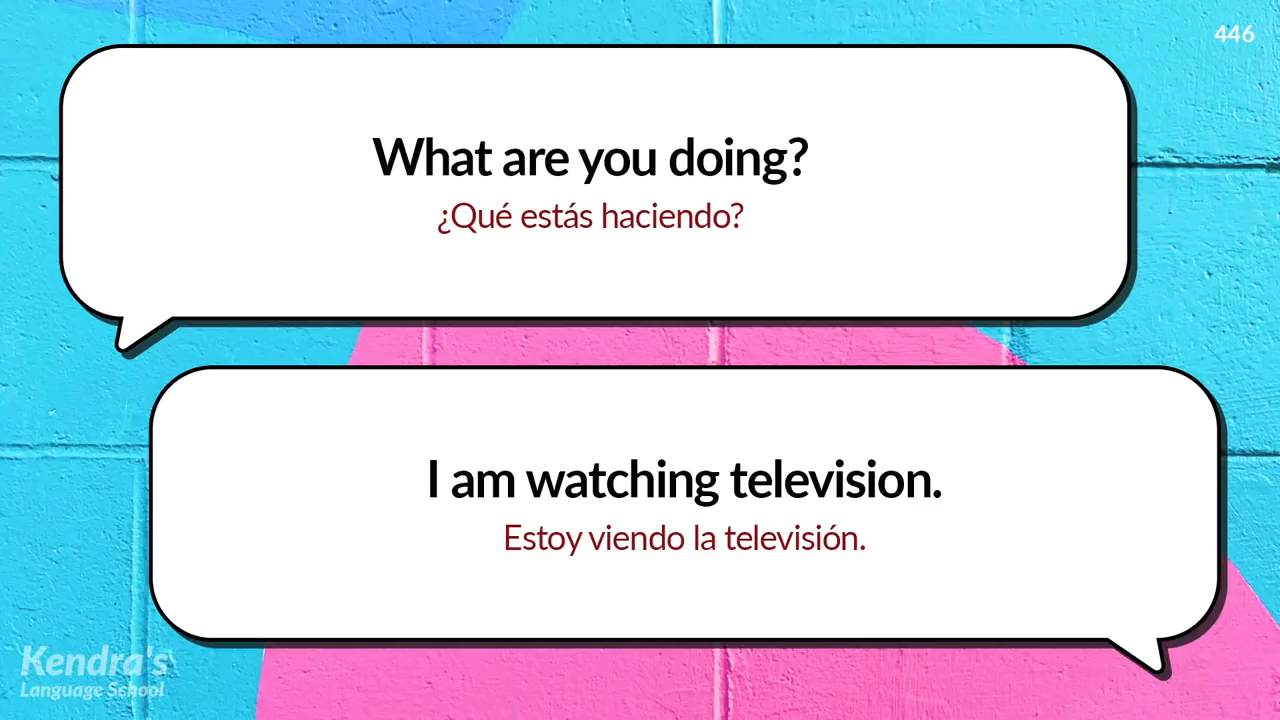 446
What are you doing?
¿Qué estás haciendo?
I am watching television.
Estoy viendo la televisión.
Kendra's
Language School